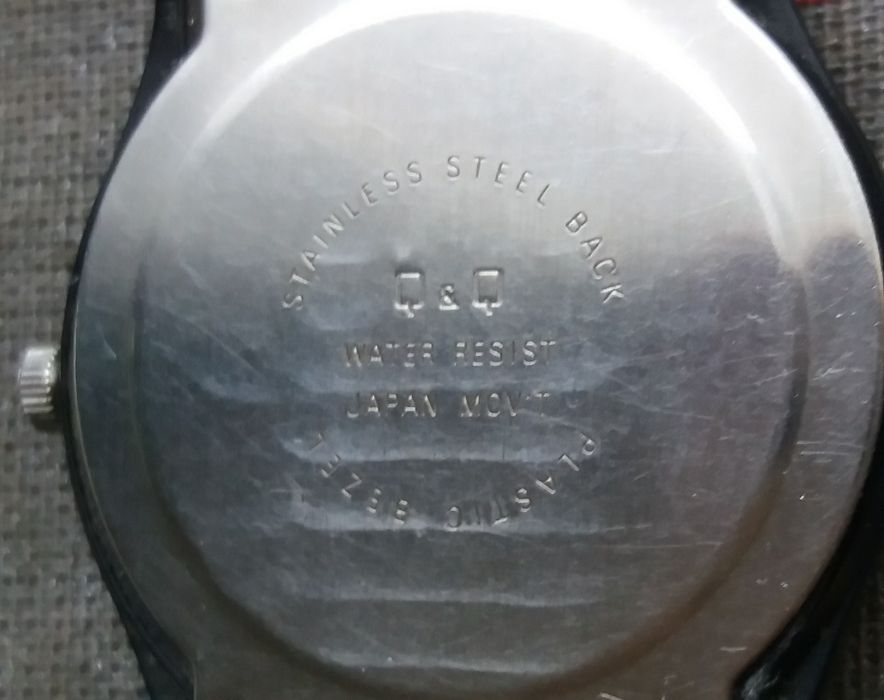 STAINLESS STEEL BACK
Q&Q
WATER RESIST
JAPAN MOV'T
PLASTIC BEZEL